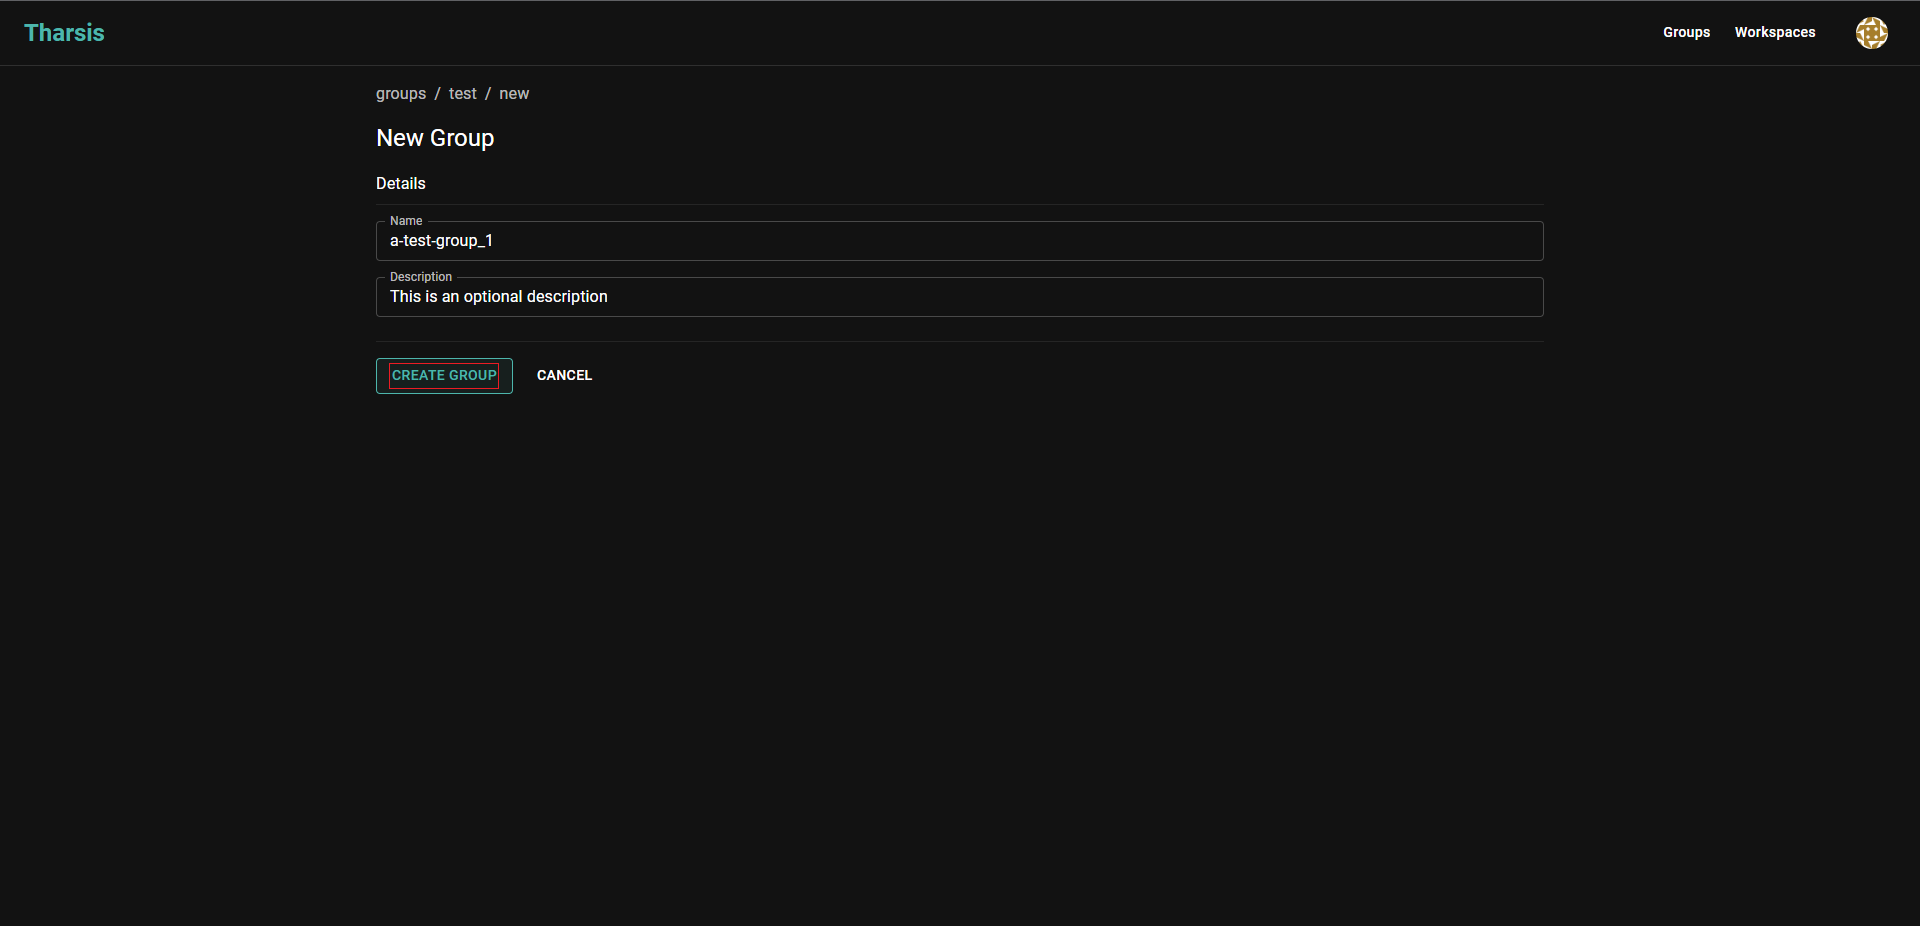 Tharsis
Groups Workspaces
groups / test / new
New Group
Details
Name
a-test-group_1
Description
This is an optional description
CREATE GROUP CANCEL